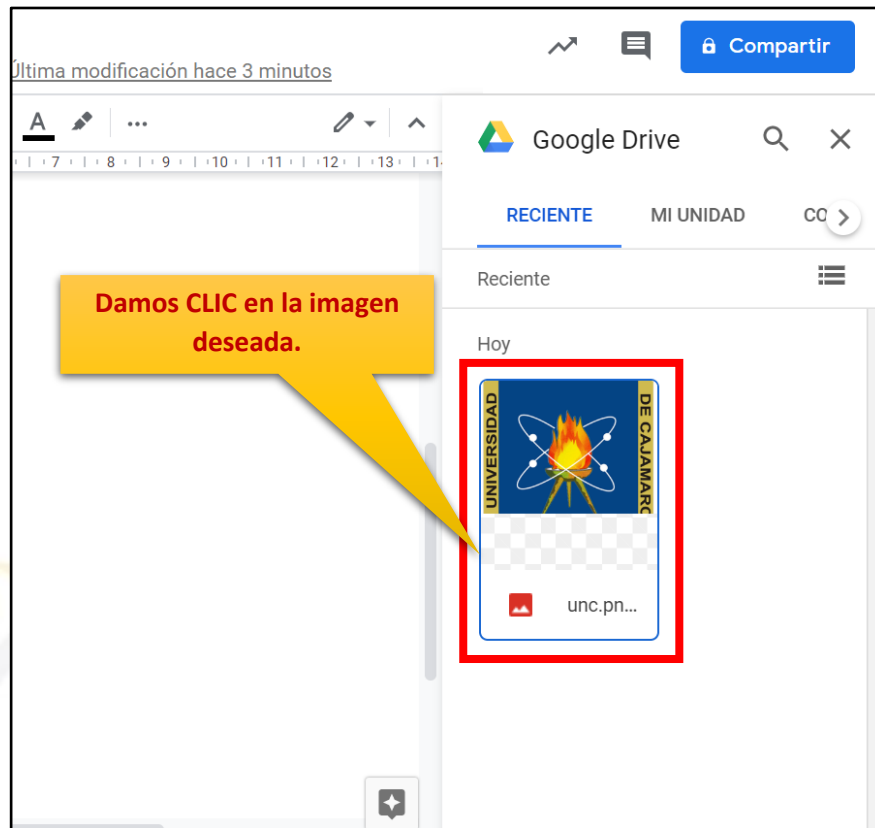 Última modificación hace 3 minutos
Compartir
A
7 8 9 10 11 12 13
Google Drive
RECIENTE MI UNIDAD
Reciente
Damos CLIC en la imagen
deseada.
Hoy
UNIVERSIDAD
DE CAJAMARC
unc.pn...